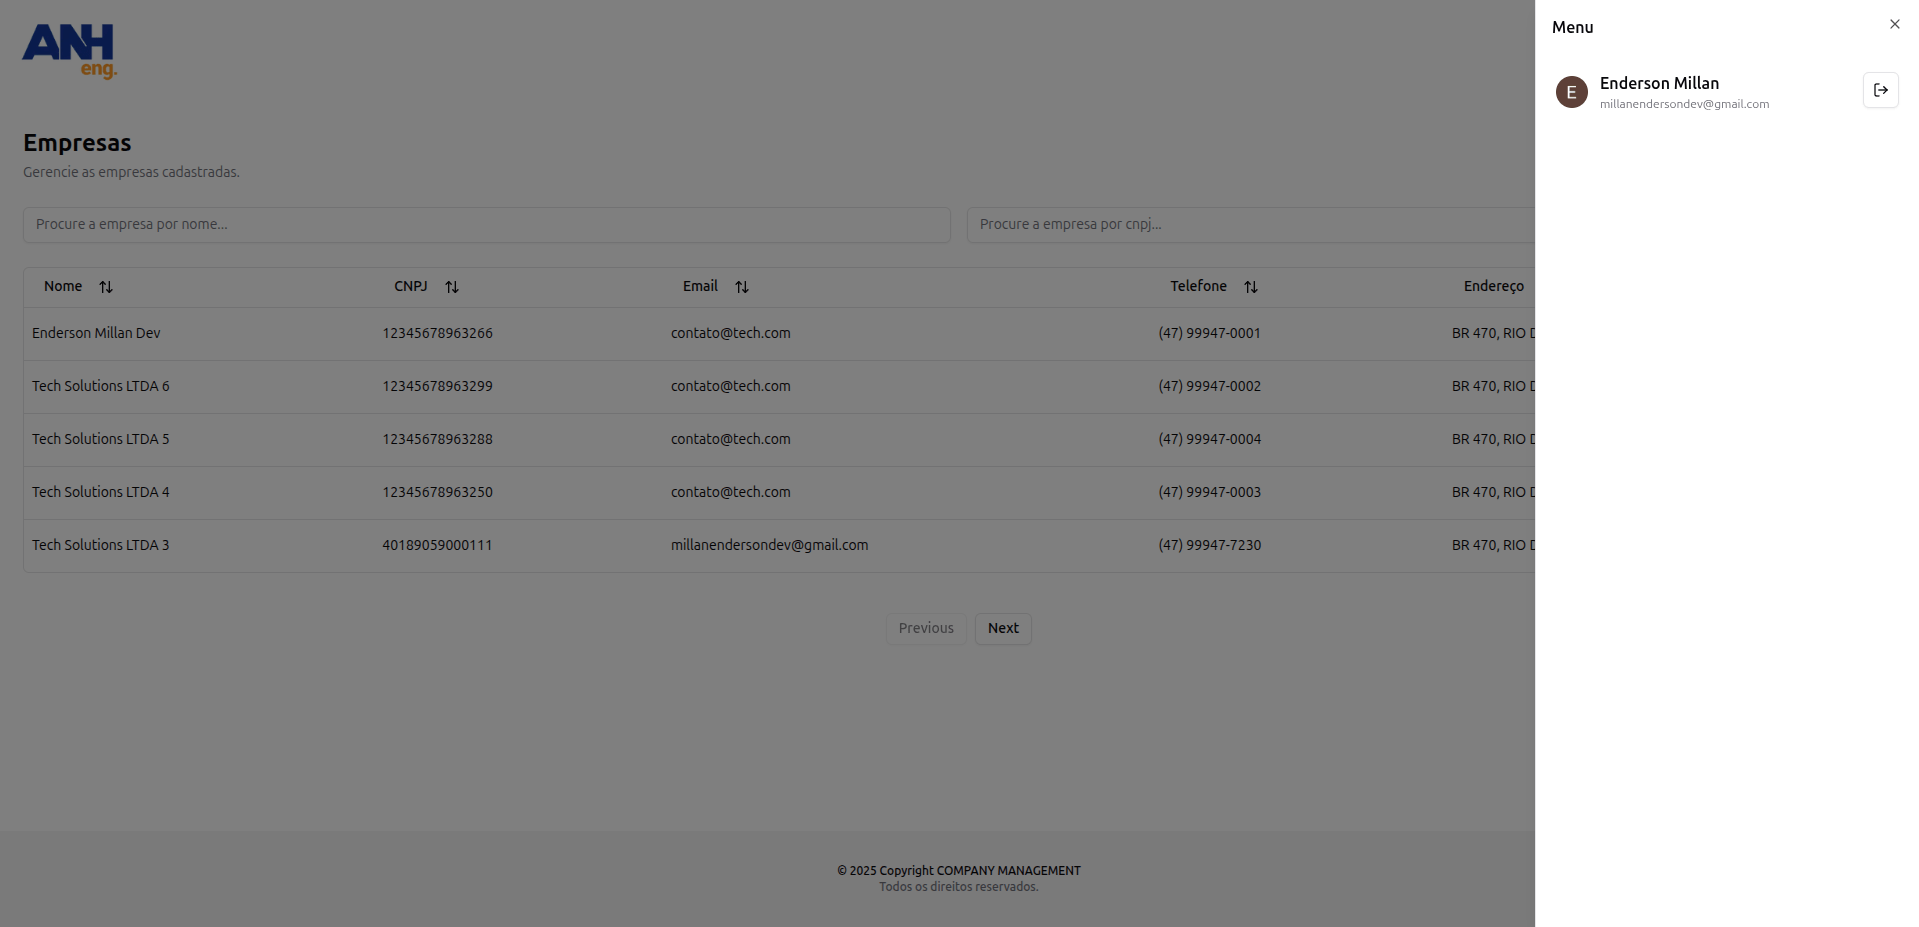 ANH
eng.
Empresas
Gerencie as empresas cadastradas.
Procure a empresa por nome...
Procure a empresa por cnpj...
Nome CNPJ Email Telefone Endereço
Enderson Millan Dev 12345678963266 contato@tech.com (47) 99947-0001 BR 470, RIO
Tech Solutions LTDA 6 12345678963299 contato@tech.com (47) 99947-0002 BR 470, RIO
Tech Solutions LTDA 5 12345678963288 contato@tech.com (47) 99947-0004 BR 470, RIO
Tech Solutions LTDA 4 12345678963250 contato@tech.com (47) 99947-0003 BR 470, RIO
Tech Solutions LTDA 3 40189059000111 millanendersondev@gmail.com (47) 99947-7230 BR 470, RIO
Previous Next
© 2025 Copyright COMPANY MANAGEMENT
Todos os direitos reservados.
Menu
E
Enderson Millan
millanendersondev@gmail.com